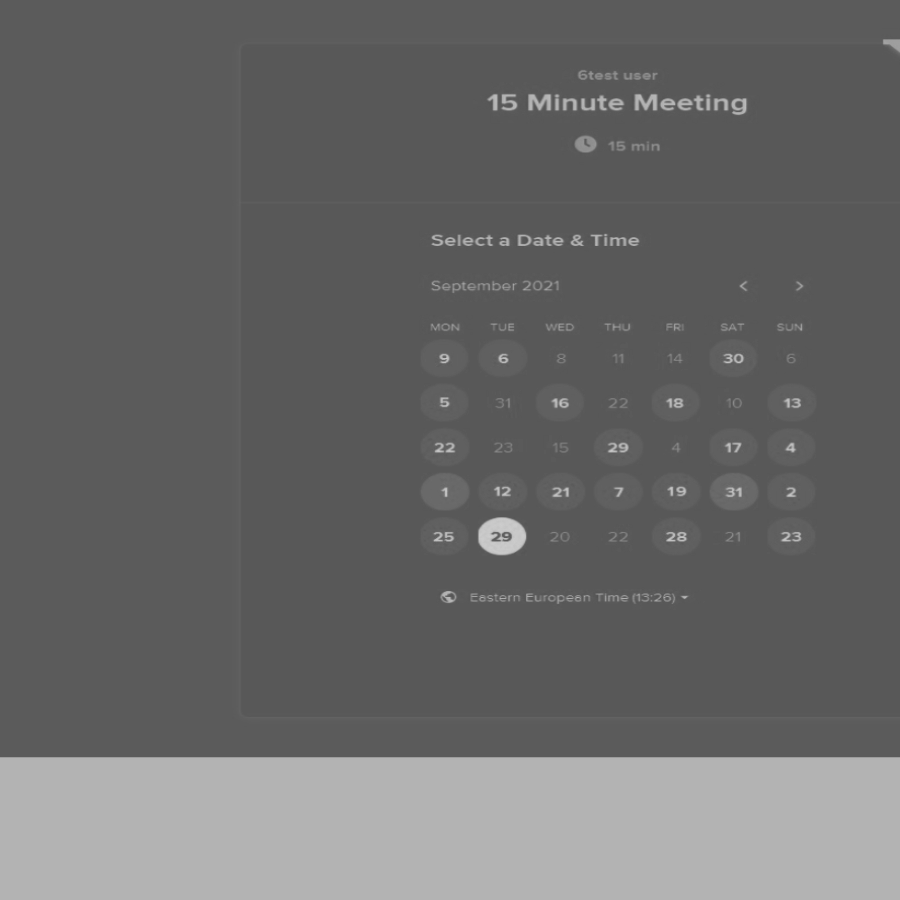 6test user
15 Minute Meeting
15 min
Select a Date & Time
September 2021 < >
MON TUE WED THU FRI SAT SUN
9 6 8 11 14 30 6
5 31 16 22 18 10 13
22 23 15 29 4 17 4
1 12 21 7 19 31 2
25 29 20 22 28 21 23
Eastern European Time (13:26)